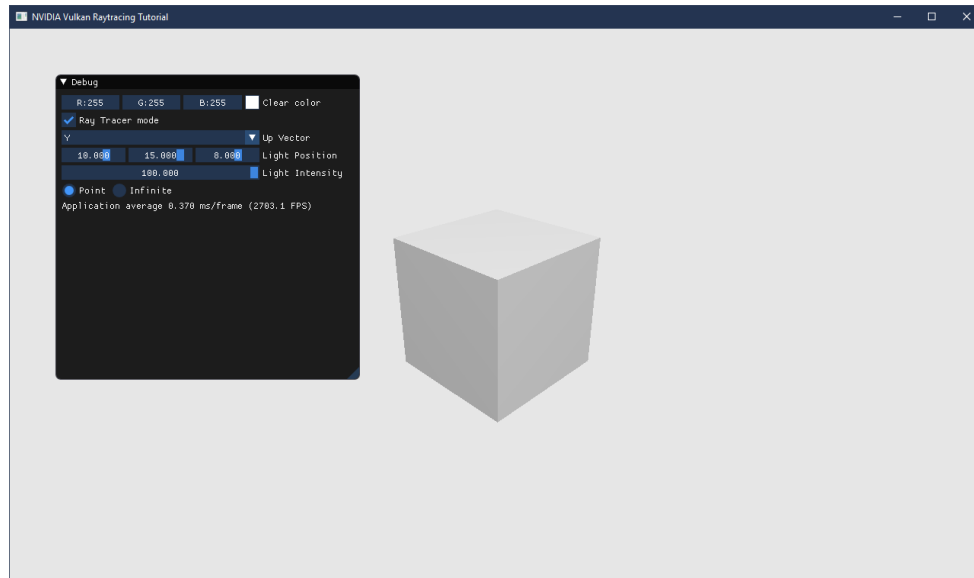 NVIDIA Vulkan Raytracing Tutorial
Debug
R:255 G:255 B:255 Clear color
Ray Tracer mode
Y Up Vector
10.000 15.000 8.000 Light Position
100.000 Light Intensity
Point Infinite
Application average 0.370 ms/frame (2703.1 FPS)